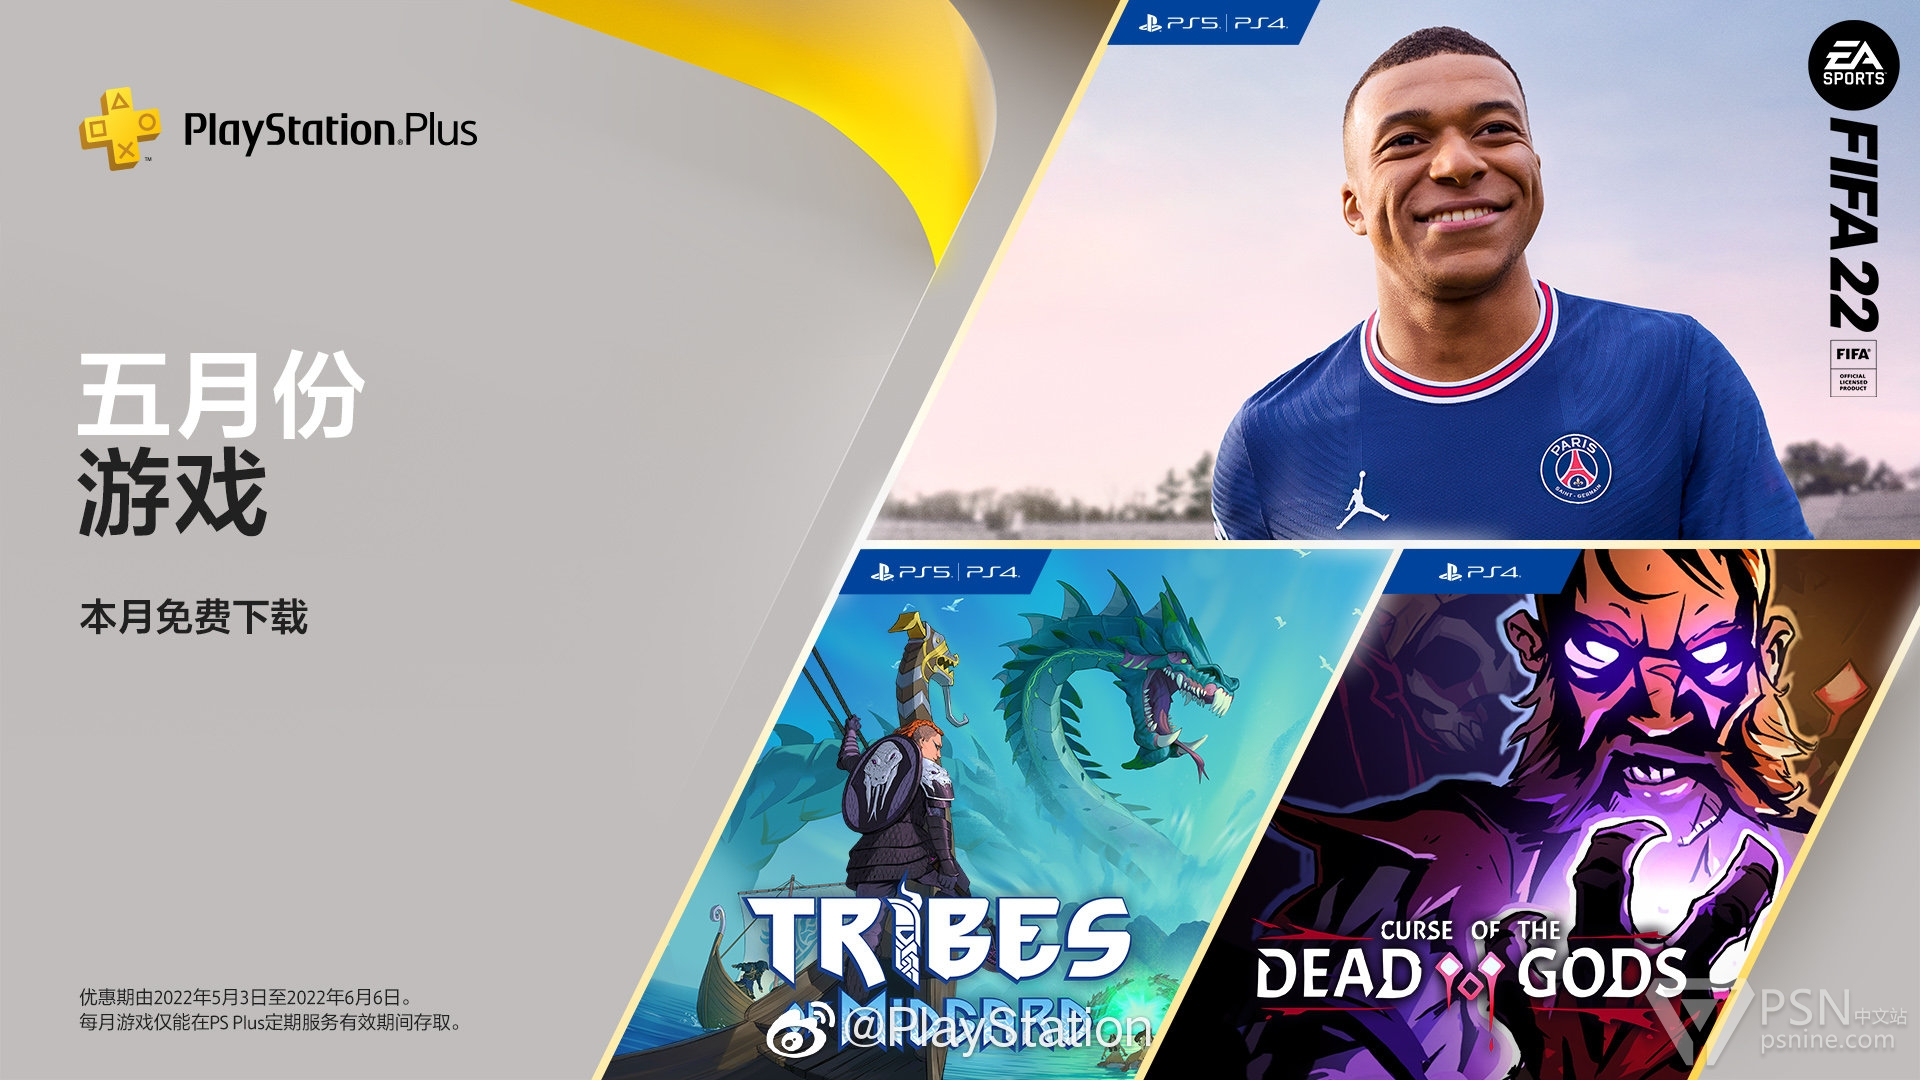 PlayStation®Plus
五月份
游戏
本月免费下载
优惠期由2022年5月3日至2022年6月6日。
每月游戏仅能在PS Plus定期服务有效期间存取。
PS5 | PS4
EA
SPORTS
FIFA 22
FIFA®
OFFICIAL
LICENSED
PRODUCT
PARIS
SAINT-GERMAIN
PS5 | PS4
TRIBES
OF MIDGARD
@PlayStation
PS4
CURSE OF THE
DEAD GODS
PSN中文站
psnine.com